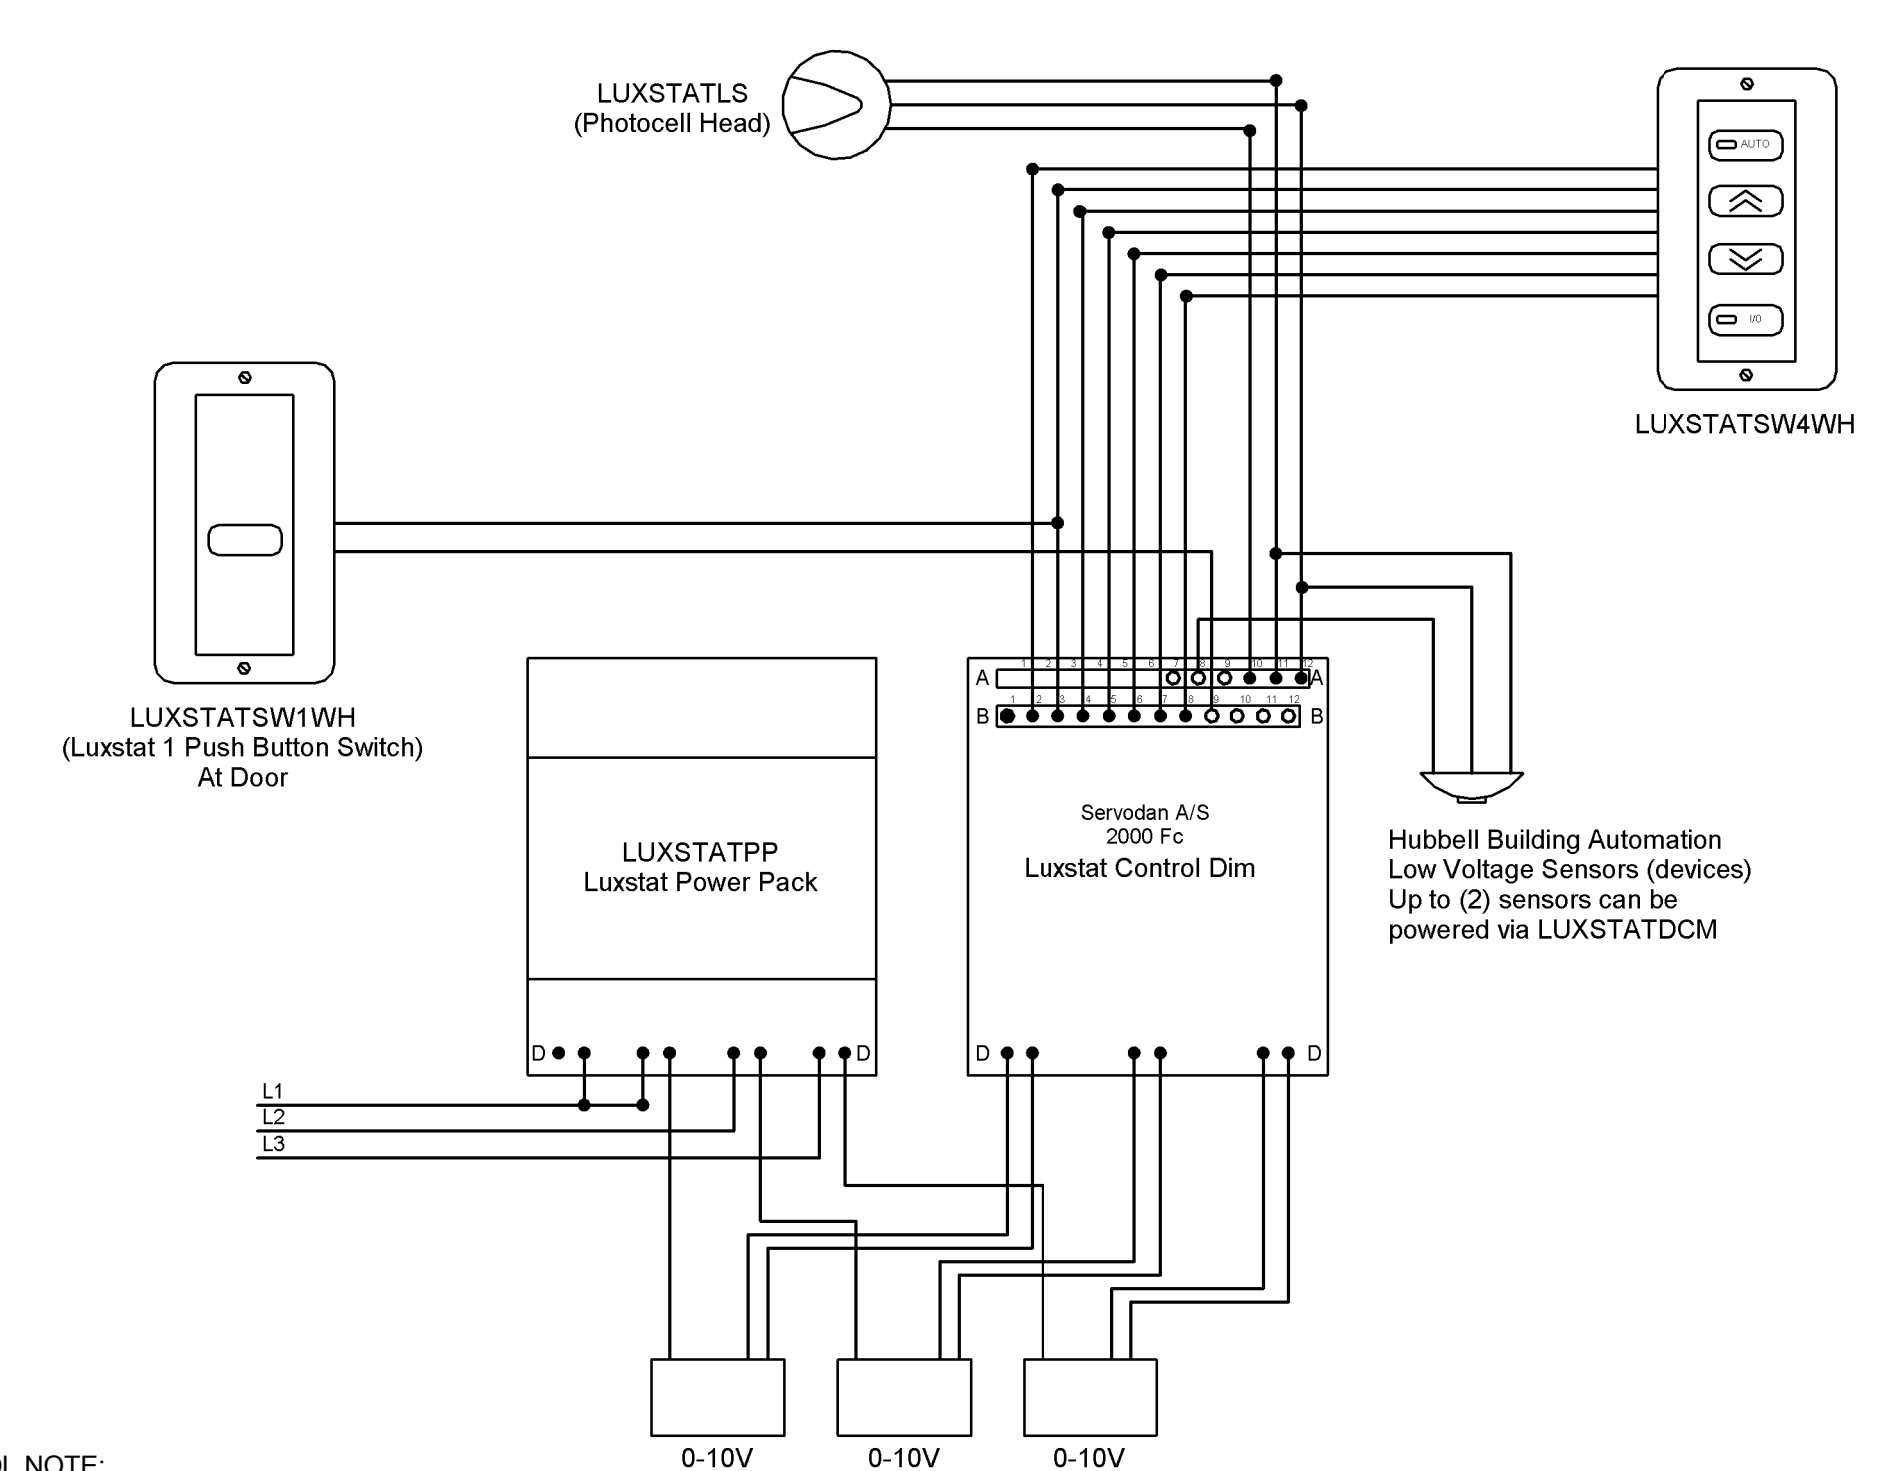 LUXSTATLS
(Photocell Head)
AUTO
I/0
LUXSTATSW4WH
LUXSTATSW1WH
(Luxstat 1 Push Button Switch)
At Door
A 1 2 3 4 5 6 7 8 9 10 11 12 A
B 1 2 3 4 5 6 7 8 9 10 11 12 B
Servodan A/S
2000 Fc
Luxstat Control Dim
LUXSTATPP
Luxstat Power Pack
Hubbell Building Automation
Low Voltage Sensors (devices)
Up to (2) sensors can be
powered via LUXSTATDCM
D D
D D
L1
L2
L3
0-10V 0-10V 0-10V
NOTE: